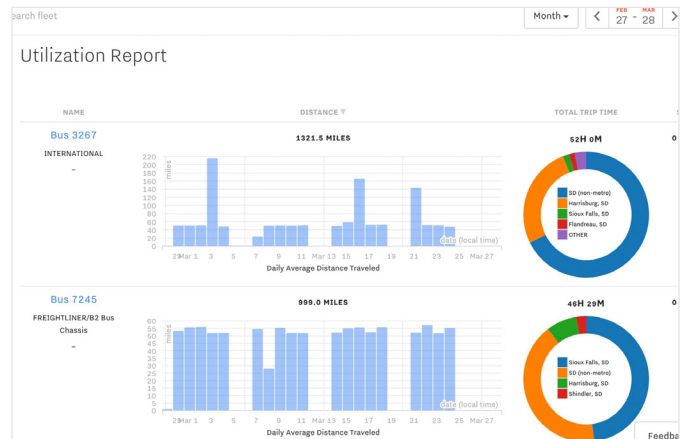 earch fleet
Month
FEB 27 - MAR 28
Utilization Report
NAME
DISTANCE
TOTAL TRIP TIME
Bus 3267
INTERNATIONAL
-
1321.5 MILES
52H 0M
0
miles
220
200
180
160
140
120
100
80
60
40
20
0
29 Mar 1 3 5 7 9 11 Mar 13 15 17 19 21 23 25 Mar 27
date (local time)
Daily Average Distance Traveled
SD (non-metro)
Harrisburg, SD
Sioux Falls, SD
Flandreau, SD
OTHER
Bus 7245
FREIGHTLINER/B2 Bus
Chassis
-
999.0 MILES
46H 29M
0
miles
60
55
50
45
40
35
30
25
20
15
10
5
0
29 Mar 1 3 5 7 9 11 Mar 13 15 17 19 21 23 25 Mar 27
date (local time)
Daily Average Distance Traveled
Sioux Falls, SD
SD (non-metro)
Harrisburg, SD
Shindler, SD
Feedba